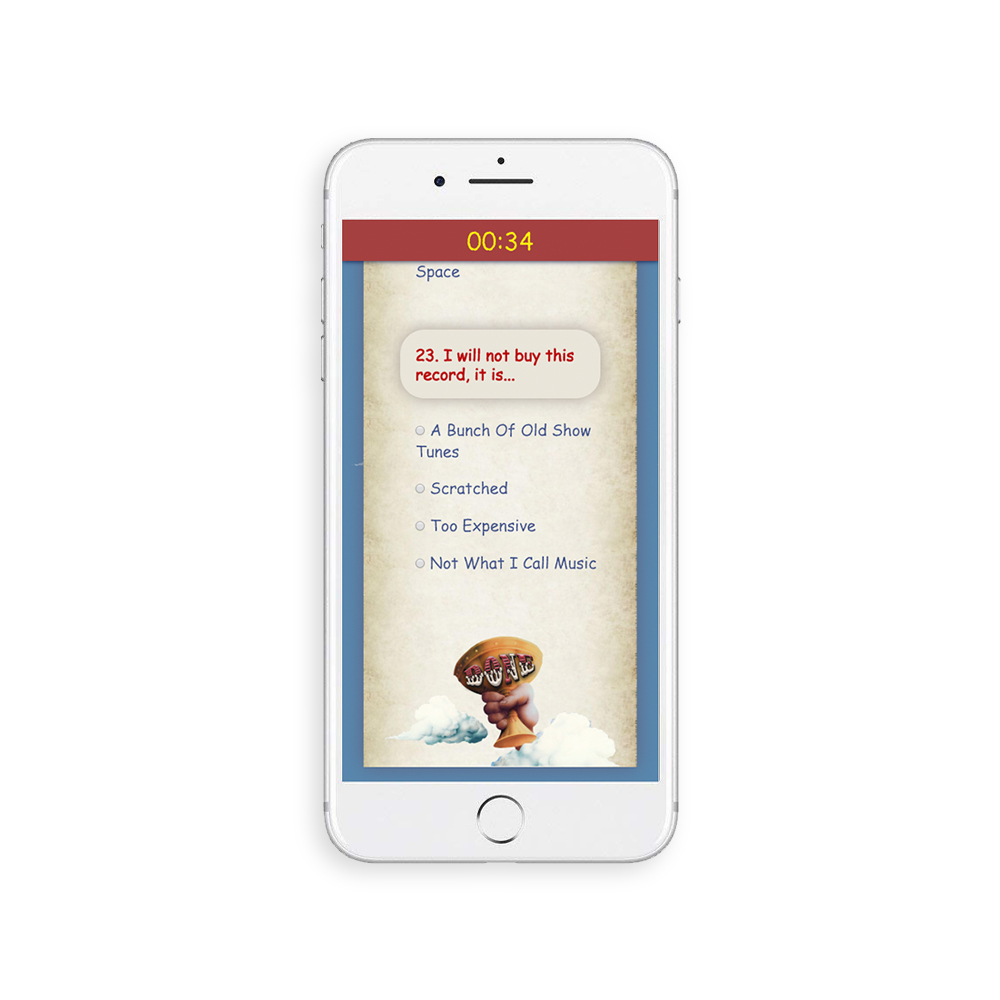 00:34
Space
23. I will not buy this
record, it is...
A Bunch Of Old Show
Tunes
Scratched
Too Expensive
Not What I Call Music
DONE